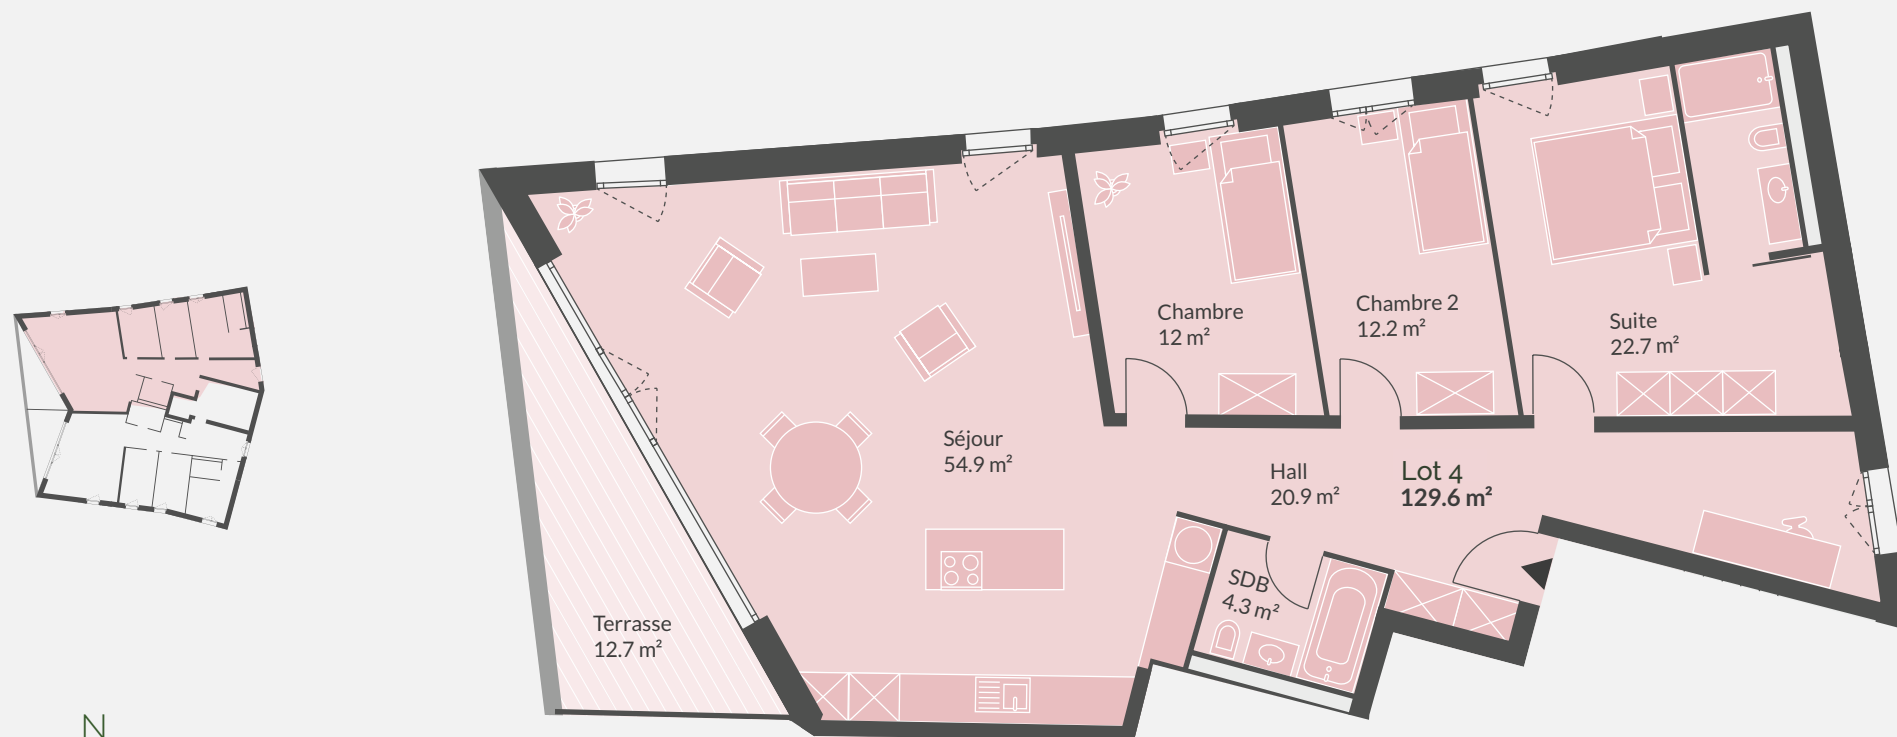 Chambre
12 m²
Chambre 2
12.2 m²
Suite
22.7 m²
Séjour
54.9 m²
Hall
20.9 m²
Lot 4
129.6 m²
SDB
4.3 m²
Terrasse
12.7 m²
N